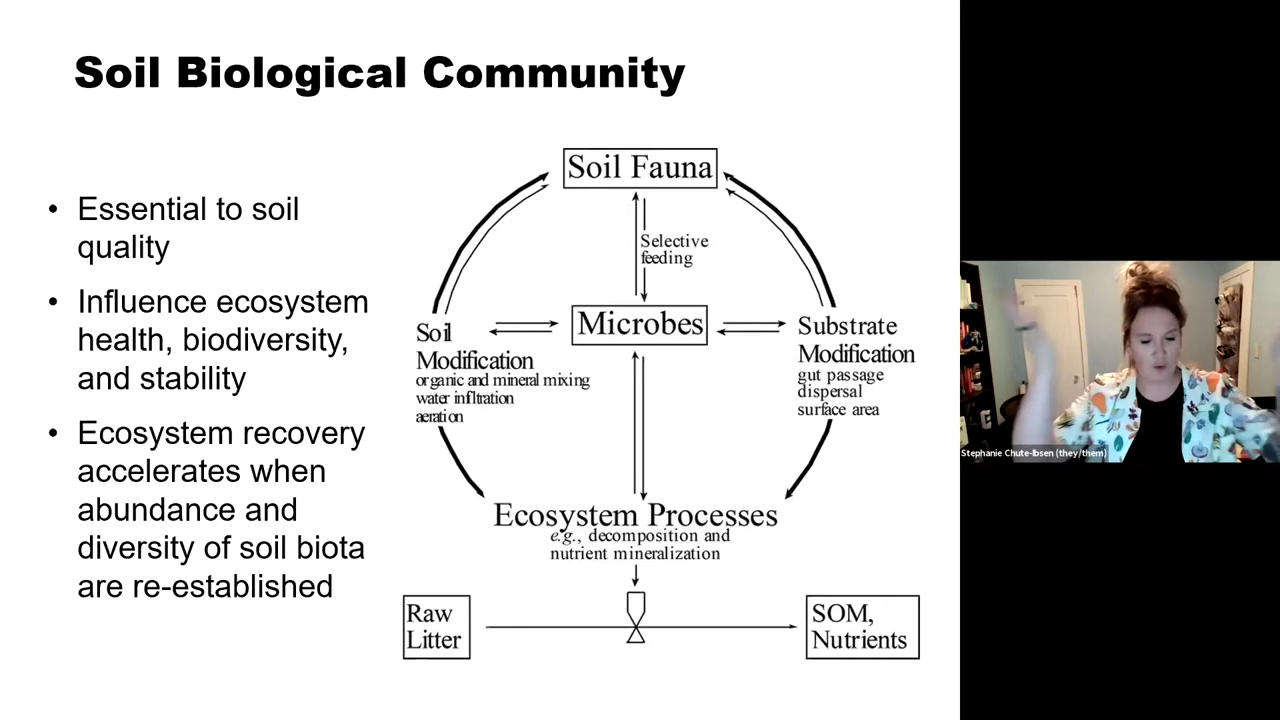 Soil Biological Community
• Essential to soil
quality
• Influence ecosystem
health, biodiversity,
and stability
• Ecosystem recovery
accelerates when
abundance and
diversity of soil biota
are re-established
Soil Fauna
Selective
feeding
Microbes
Soil
Modification
organic and mineral mixing
water infiltration
aeration
Substrate
Modification
gut passage
dispersal
surface area
Ecosystem Processes
e.g., decomposition and
nutrient mineralization
Raw
Litter
SOM,
Nutrients
Stephanie Chute-Ibsen (they/them)